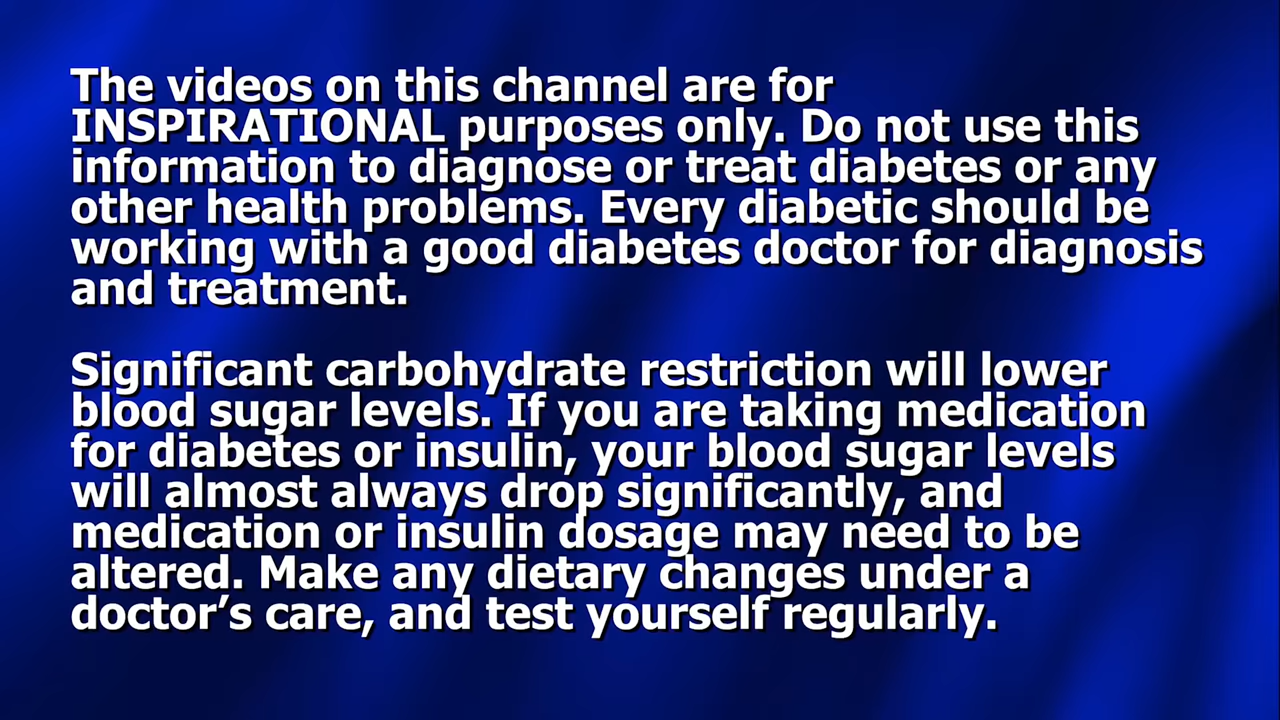 The videos on this channel are for
INSPIRATIONAL purposes only. Do not use this
information to diagnose or treat diabetes or any
other health problems. Every diabetic should be
working with a good diabetes doctor for diagnosis
and treatment.
Significant carbohydrate restriction will lower
blood sugar levels. If you are taking medication
for diabetes or insulin, your blood sugar levels
will almost always drop significantly, and
medication or insulin dosage may need to be
altered. Make any dietary changes under a
doctor’s care, and test yourself regularly.